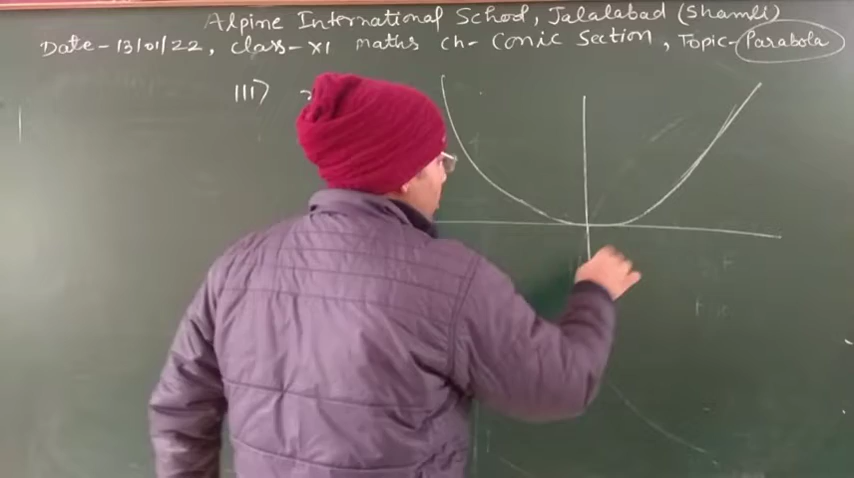 Alpine International School, Jalalabad (Shamli)
Date-13/01/22, Class-XI maths ch- Conic Section, Topic-Parabola
III)